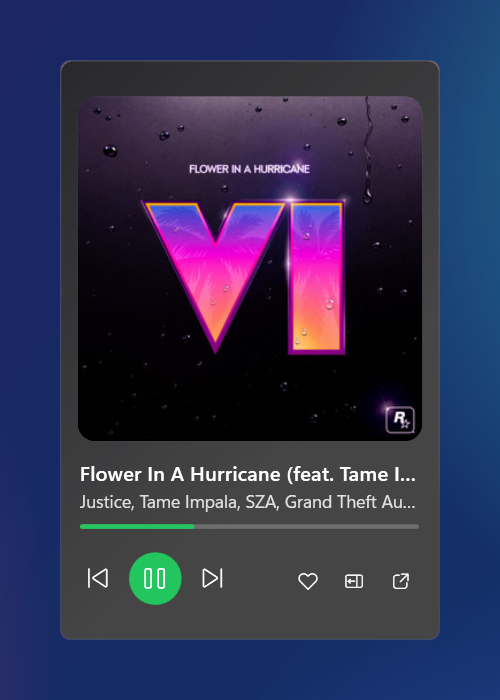 FLOWER IN A HURRICANE
VI
R
Flower In A Hurricane (feat. Tame I...
Justice, Tame Impala, SZA, Grand Theft Au...